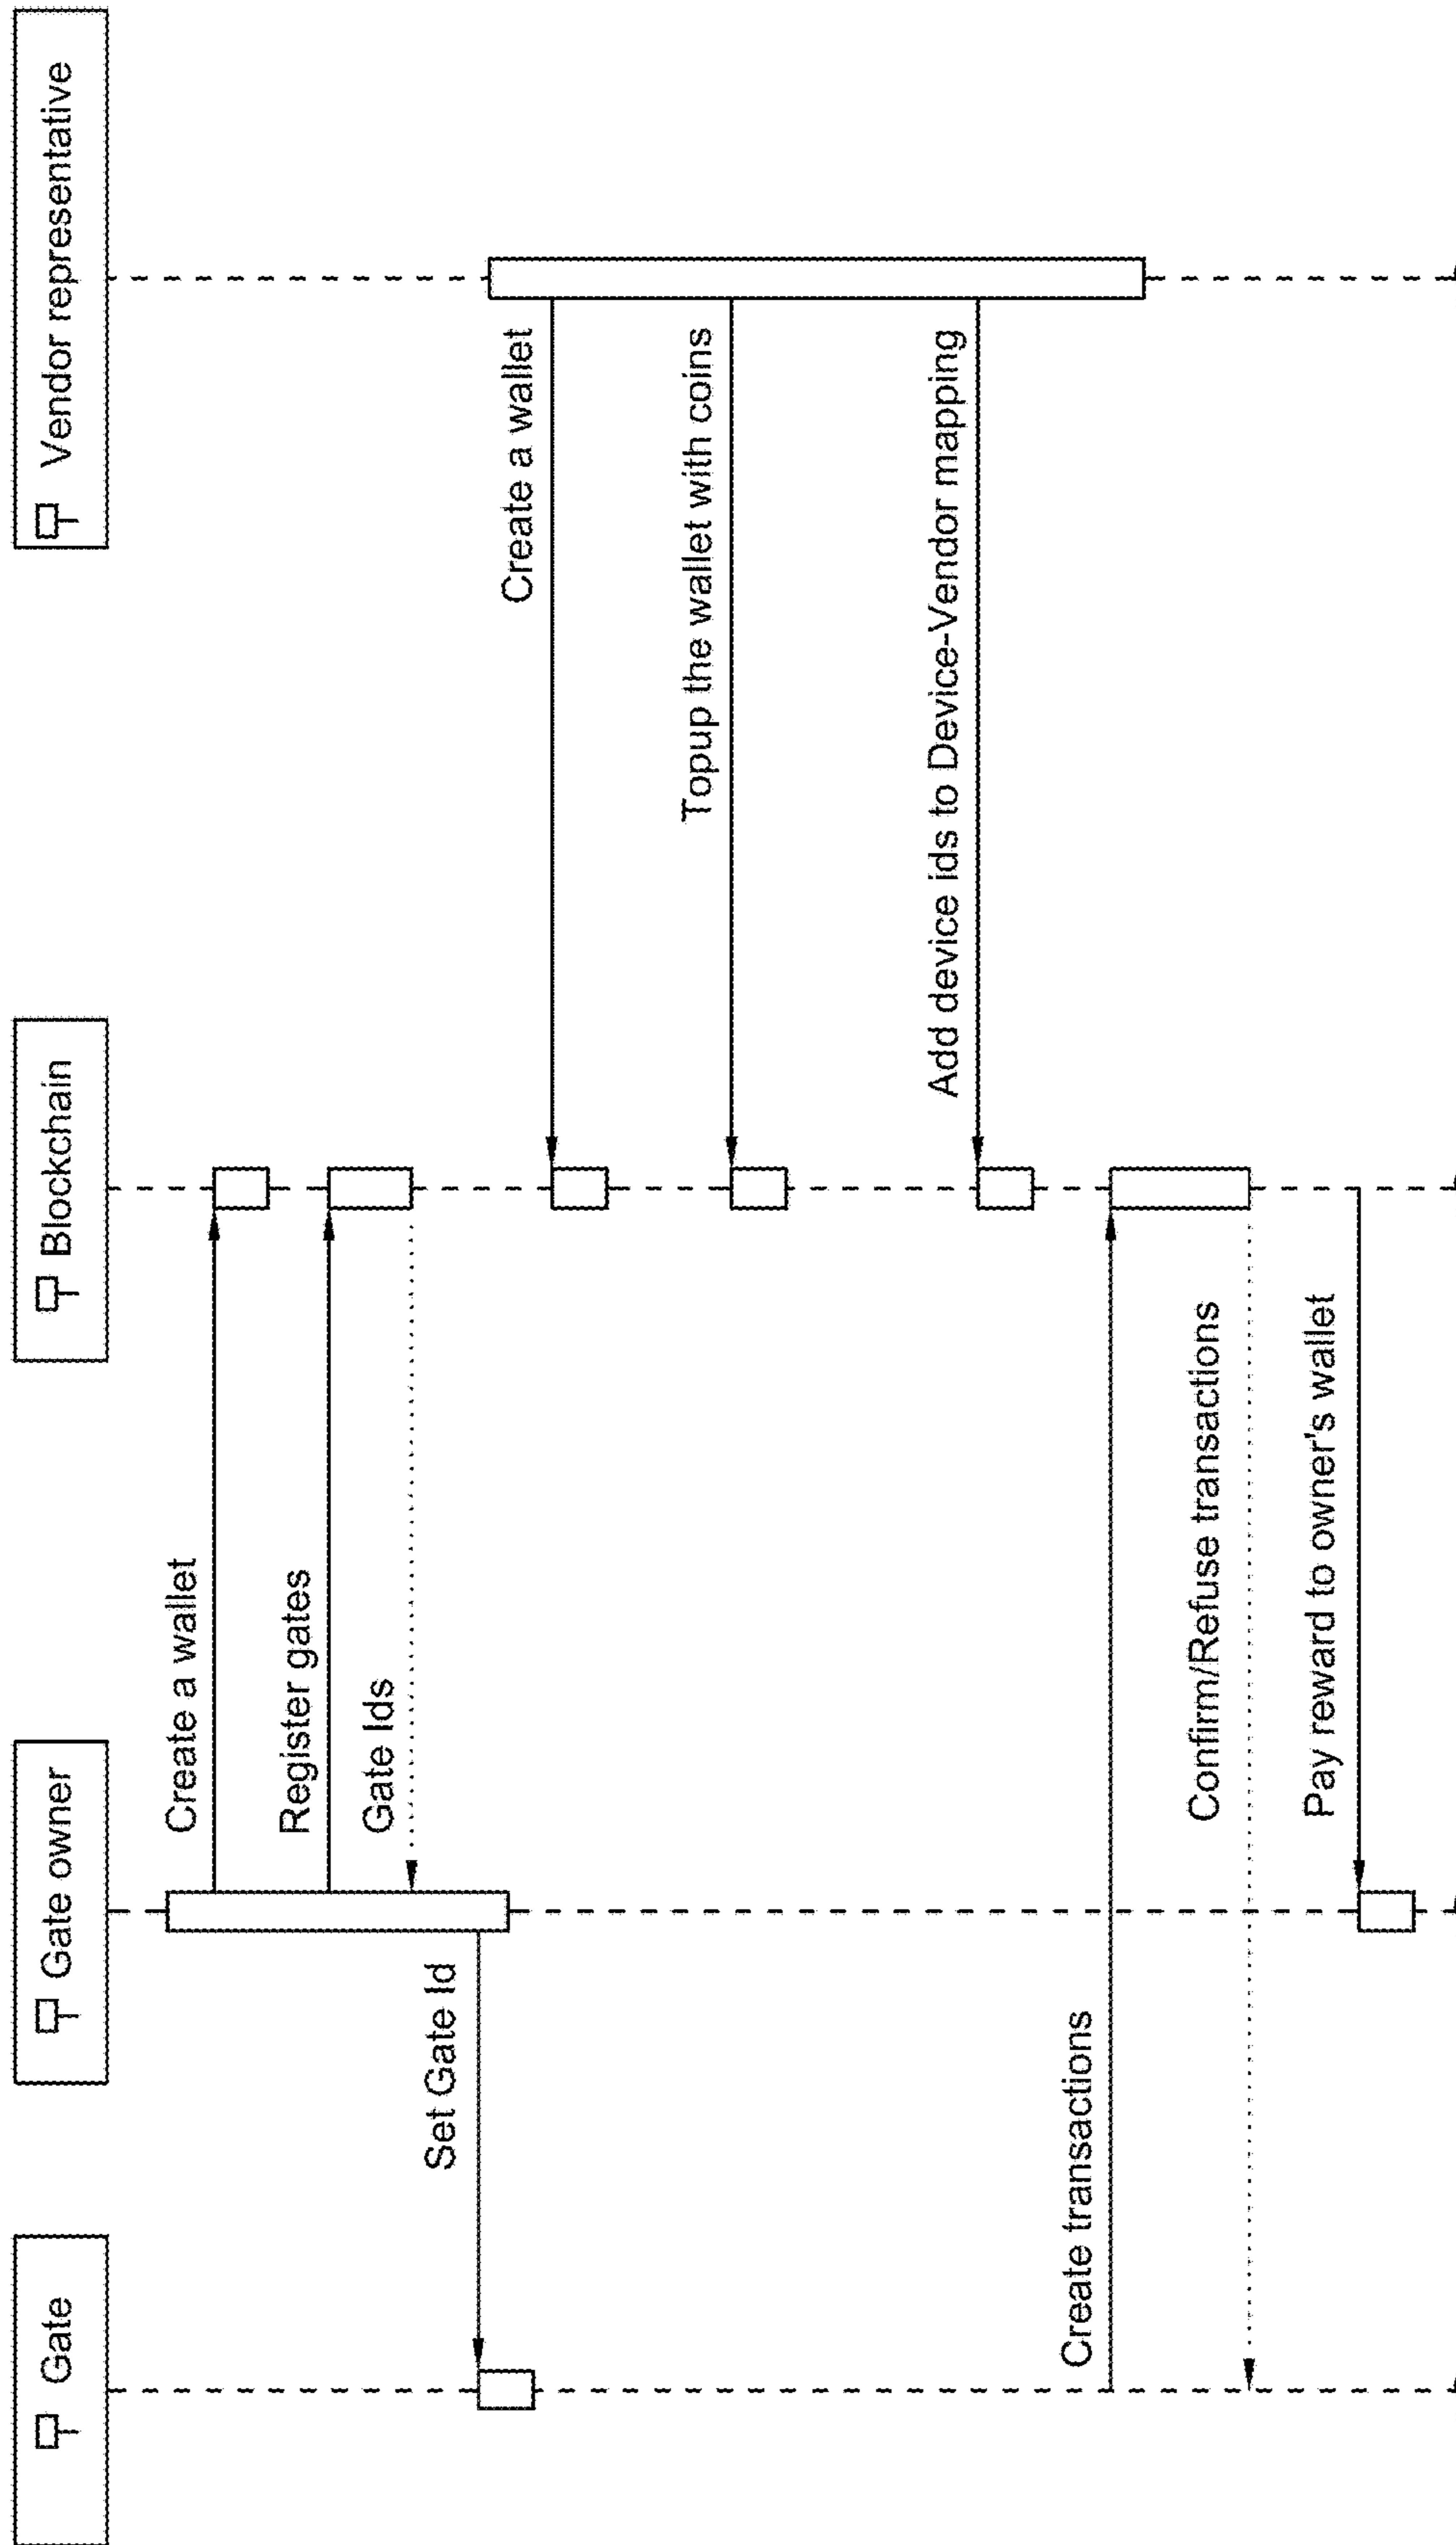 Gate
Gate owner
Blockchain
Vendor representative
Create a wallet
Register gates
Gate Ids
Set Gate Id
Create a wallet
Topup the wallet with coins
Add device ids to Device-Vendor mapping
Create transactions
Confirm/Refuse transactions
Pay reward to owner's wallet